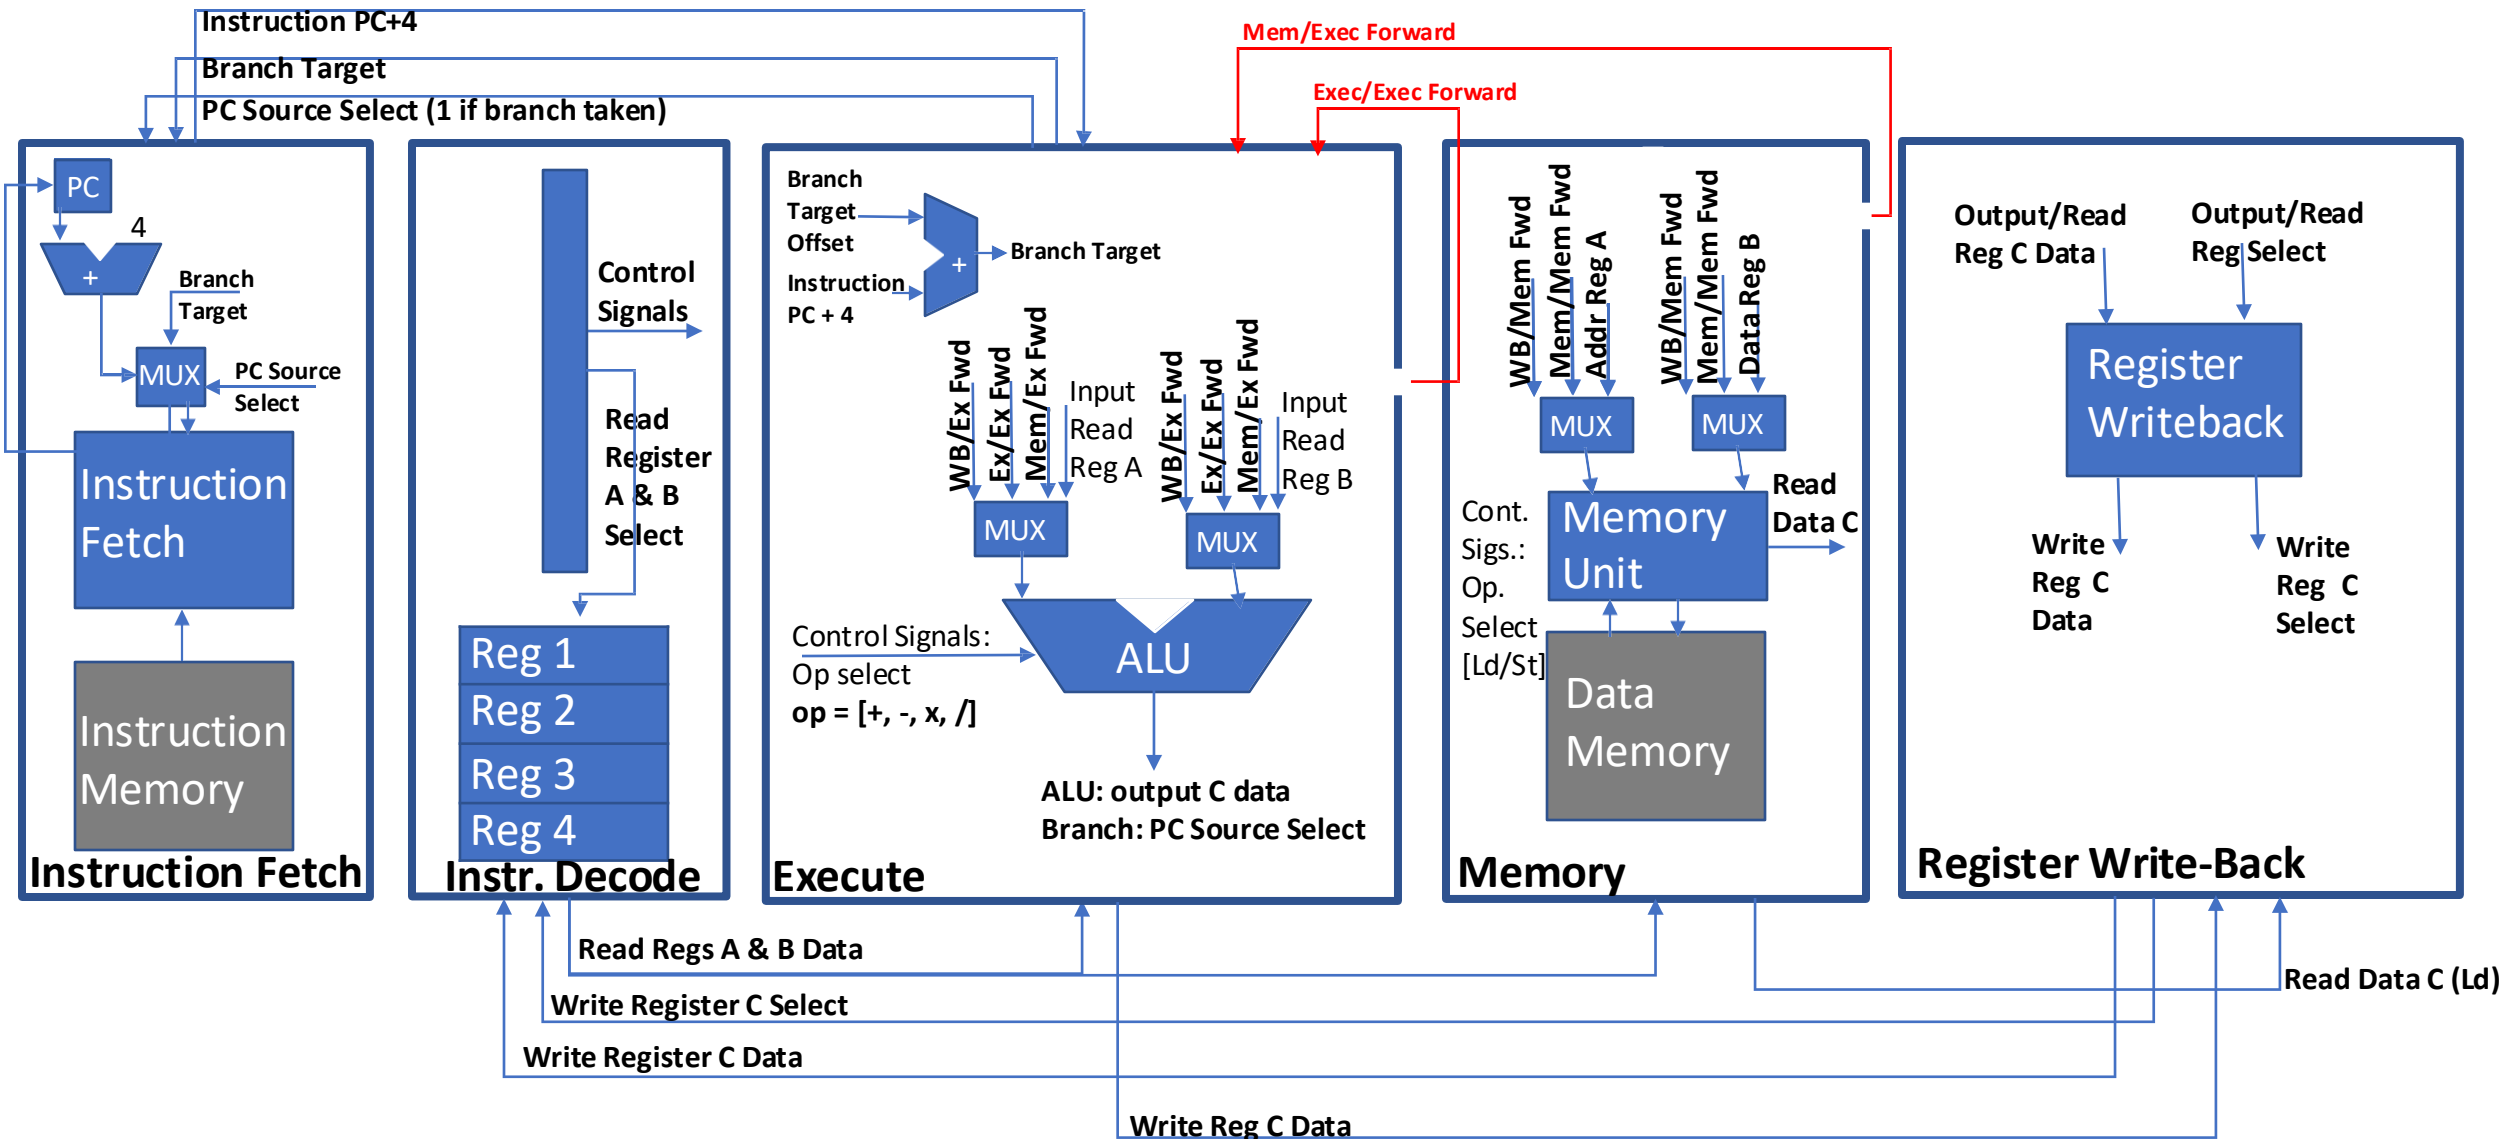 Instruction PC+4
Branch Target
PC Source Select (1 if branch taken)
Mem/Exec Forward
Exec/Exec Forward
PC
4
+
Branch
Target
MUX
PC Source
Select
Instruction
Fetch
Instruction
Memory
Instruction Fetch
Control
Signals
Read
Register
A & B
Select
Reg 1
Reg 2
Reg 3
Reg 4
Instr. Decode
Branch
Target
Offset
Instruction
PC + 4
+
Branch Target
WB/Ex Fwd
Ex/Ex Fwd
Mem/Ex Fwd
Input
Read
Reg A
WB/Ex Fwd
Ex/Ex Fwd
Mem/Ex Fwd
Input
Read
Reg B
MUX
MUX
Control Signals:
Op select
op = [+, -, x, /]
ALU
ALU: output C data
Branch: PC Source Select
Execute
WB/Mem Fwd
Mem/Mem Fwd
Addr Reg A
WB/Mem Fwd
Mem/Mem Fwd
Data Reg B
MUX
MUX
Cont.
Sigs.:
Op.
Select
[Ld/St]
Memory
Unit
Read
Data C
Data
Memory
Memory
Output/Read
Reg C Data
Output/Read
Reg Select
Register
Writeback
Write
Reg C
Data
Write
Reg C
Select
Register Write-Back
Read Regs A & B Data
Write Register C Select
Write Register C Data
Read Data C (Ld)
Write Reg C Data